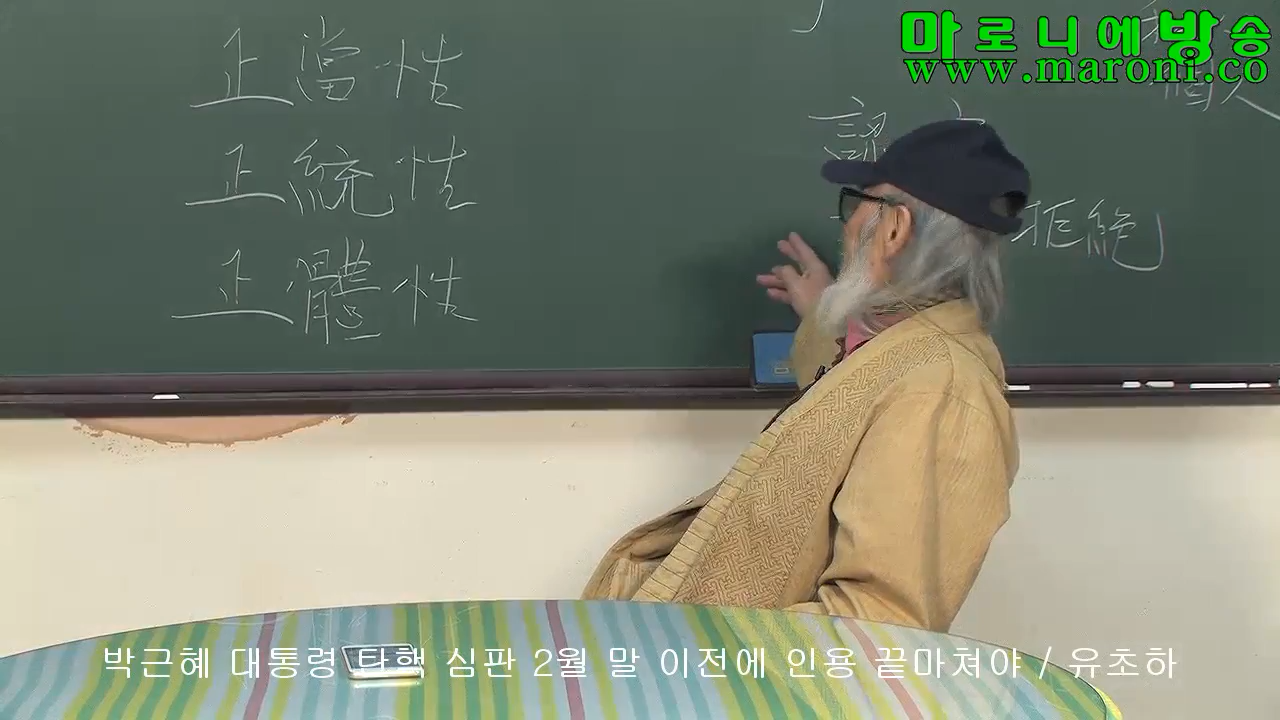 마로니에방송
www.maroni.co
正當性
正統性
正體性
拒絶
박근혜 대통령 탄핵 심판 2월 말 이전에 인용 끝마쳐야 / 유초하